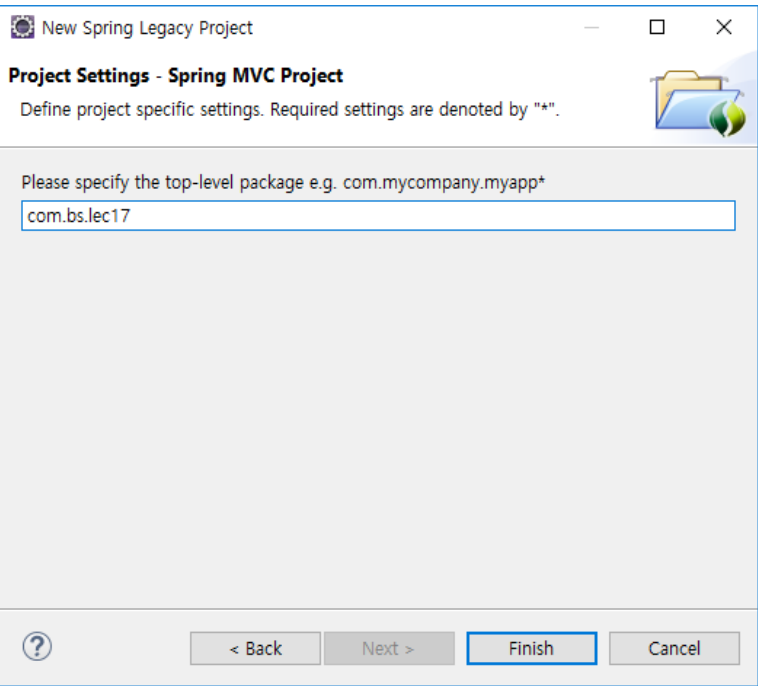 New Spring Legacy Project
Project Settings - Spring MVC Project
Define project specific settings. Required settings are denoted by "*".
Please specify the top-level package e.g. com.mycompany.myapp*
com.bs.lec17
? < Back Next > Finish Cancel